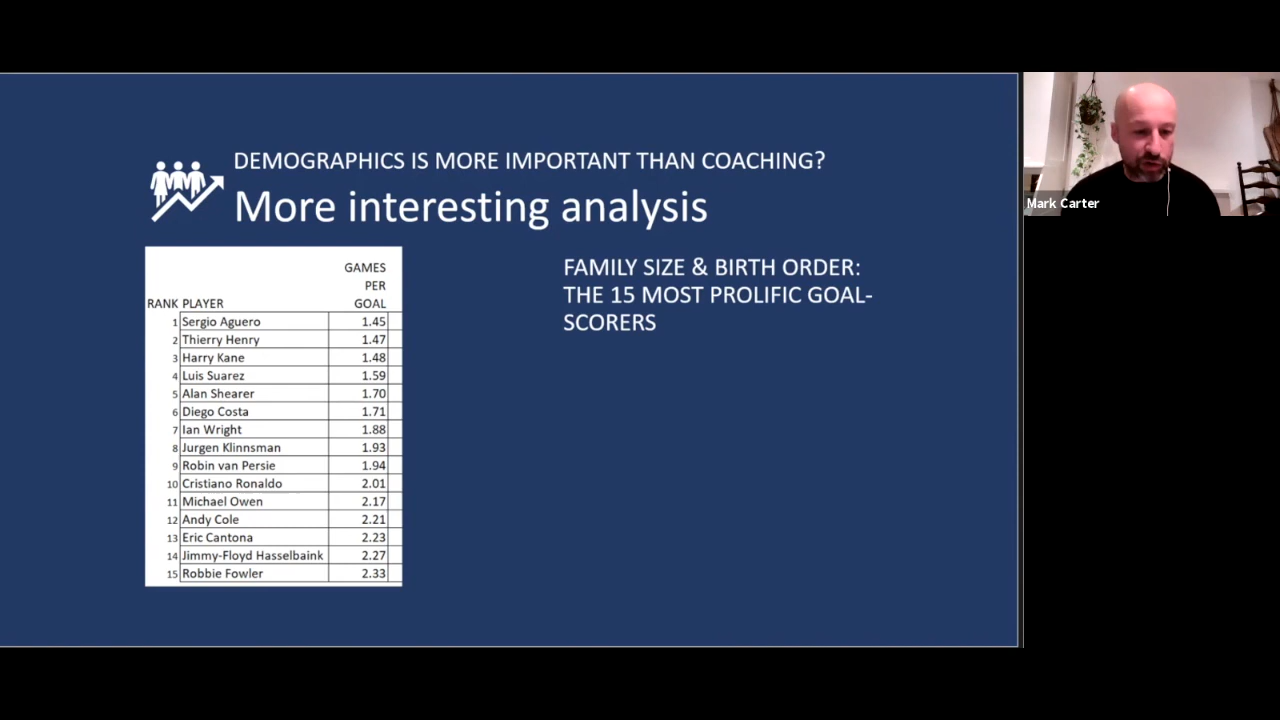 DEMOGRAPHICS IS MORE IMPORTANT THAN COACHING?
More interesting analysis
GAMES
PER
RANK PLAYER GOAL
1 Sergio Aguero 1.45
2 Thierry Henry 1.47
3 Harry Kane 1.48
4 Luis Suarez 1.59
5 Alan Shearer 1.70
6 Diego Costa 1.71
7 Ian Wright 1.88
8 Jurgen Klinnsman 1.93
9 Robin van Persie 1.94
10 Cristiano Ronaldo 2.01
11 Michael Owen 2.17
12 Andy Cole 2.21
13 Eric Cantona 2.23
14 Jimmy-Floyd Hasselbaink 2.27
15 Robbie Fowler 2.33
FAMILY SIZE & BIRTH ORDER:
THE 15 MOST PROLIFIC GOAL-
SCORERS
Mark Carter